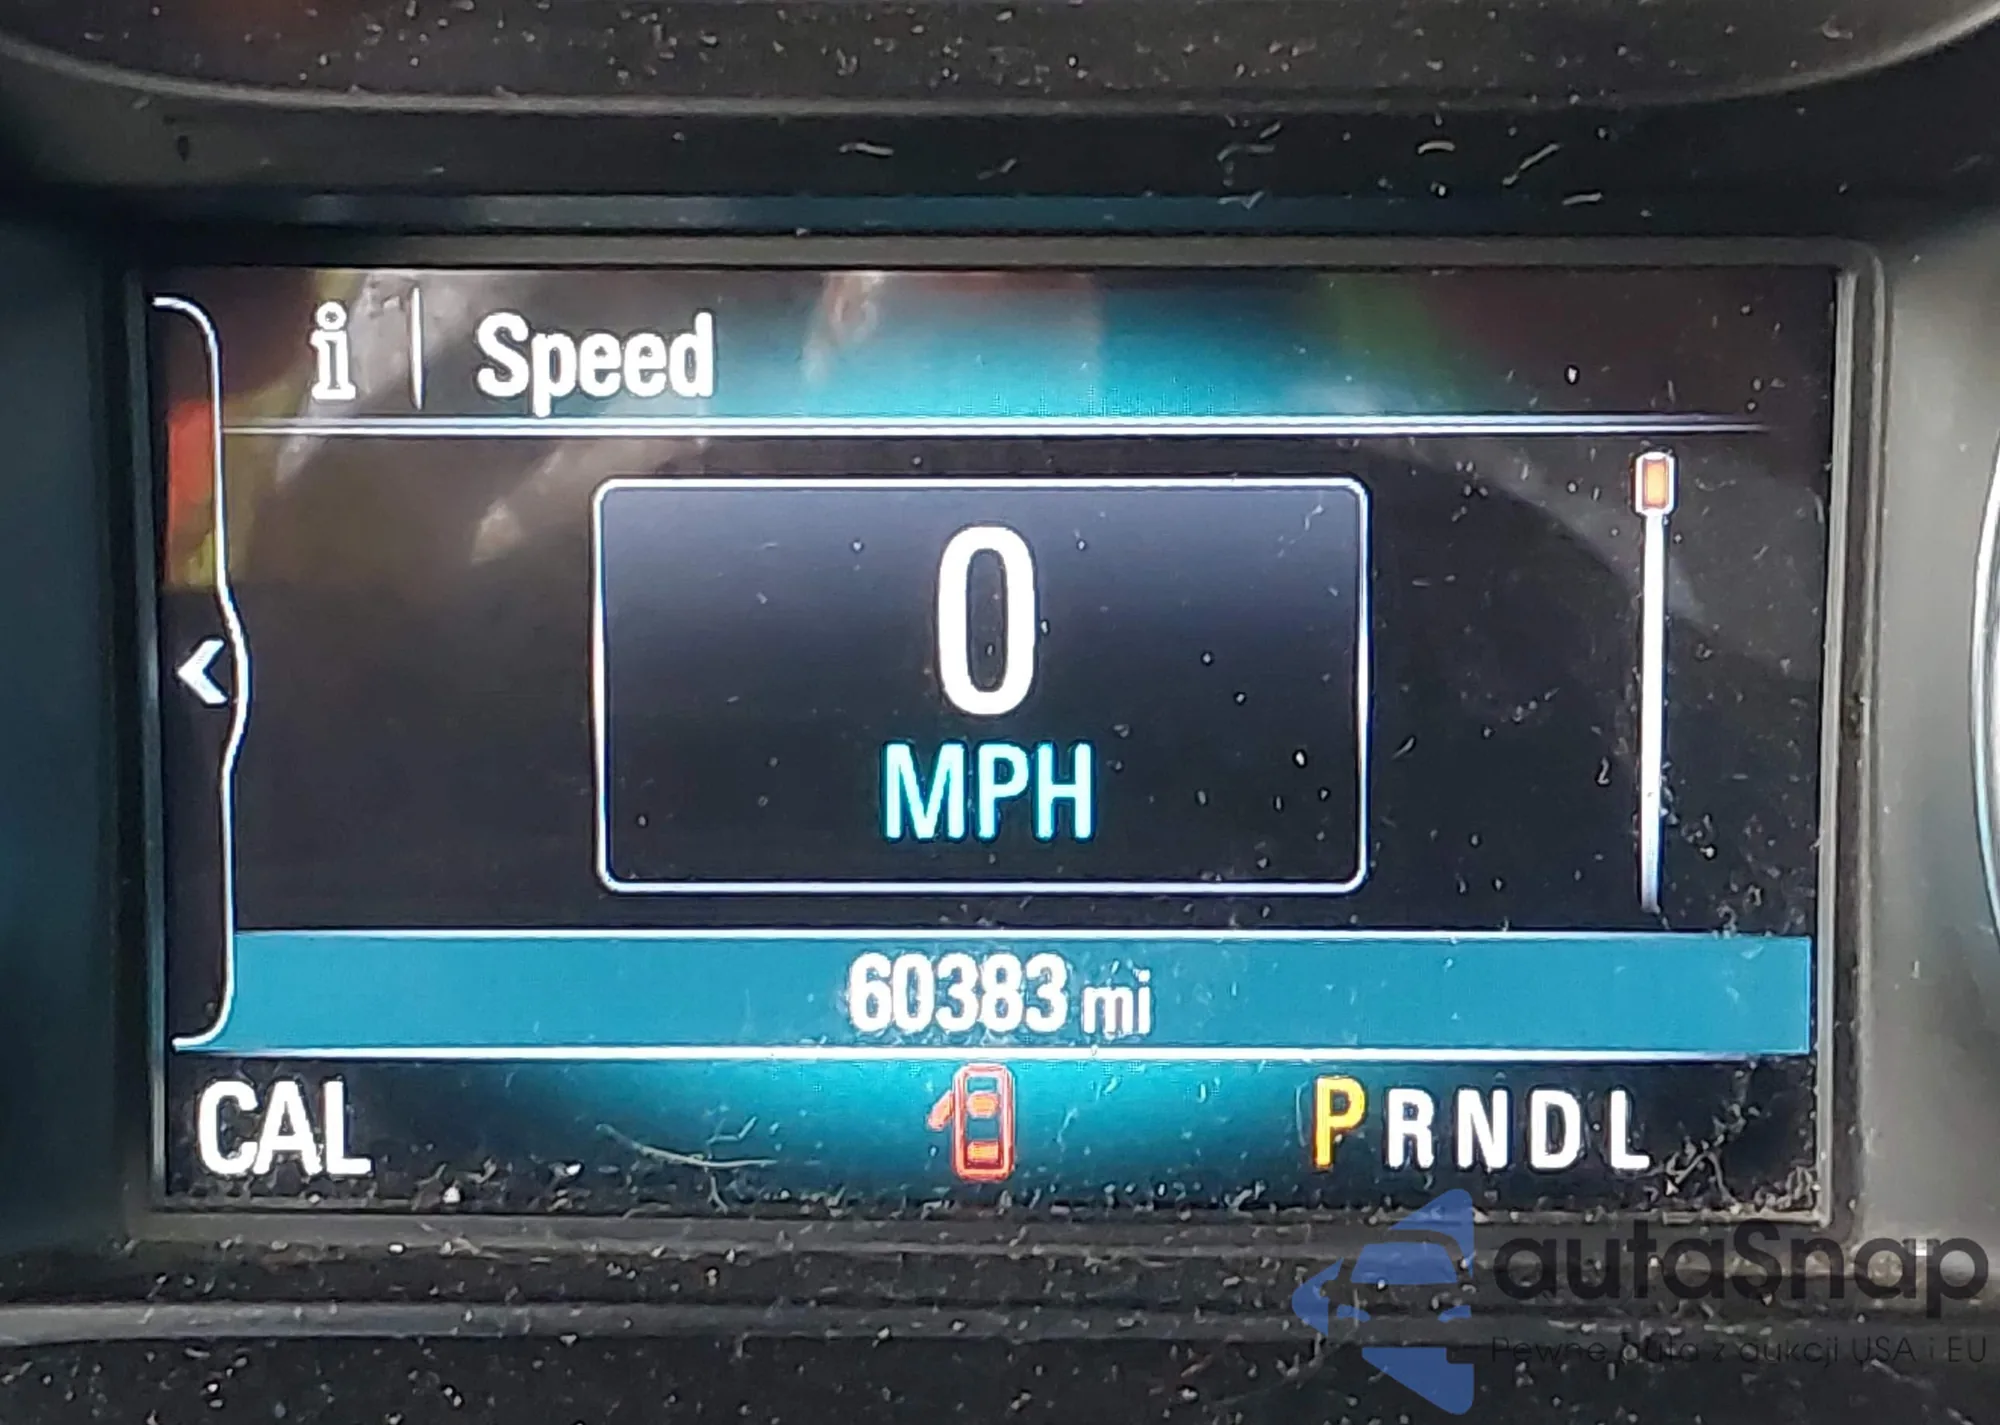 i | Speed
0
MPH
60383 mi
CAL PRNDL
autaSnap
Pewne auta z aukcji USA i EU